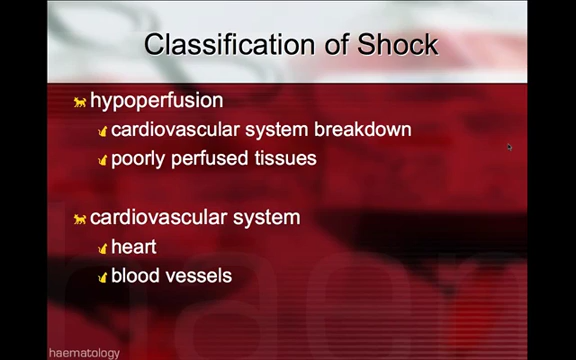 Classification of Shock
hypoperfusion
cardiovascular system breakdown
poorly perfused tissues
cardiovascular system
heart
blood vessels
haematology